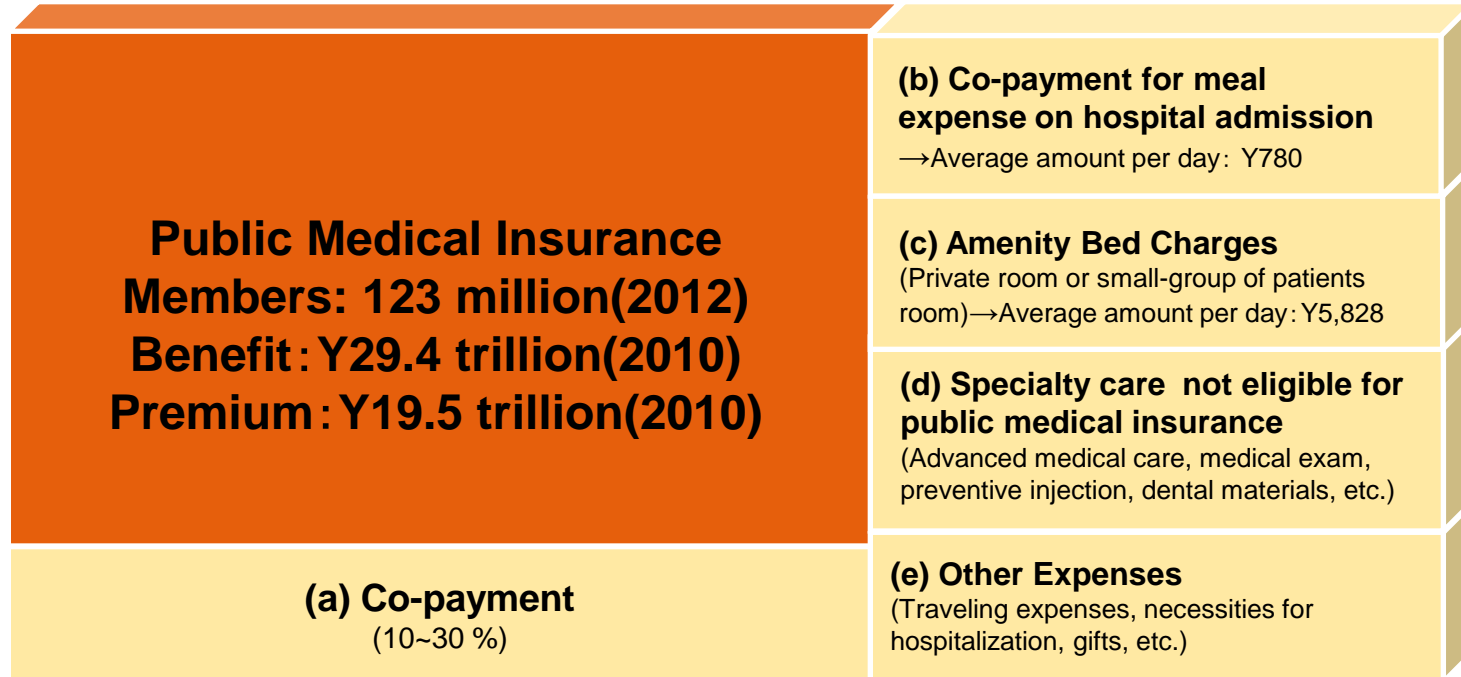 Public Medical Insurance
Members: 123 million(2012)
Benefit：Y29.4 trillion(2010)
Premium：Y19.5 trillion(2010)
(a) Co-payment
(10~30 %)
(b) Co-payment for meal
expense on hospital admission
→Average amount per day：Y780
(c) Amenity Bed Charges
(Private room or small-group of patients
room)→Average amount per day：Y5,828
(d) Specialty care not eligible for
public medical insurance
(Advanced medical care, medical exam,
preventive injection, dental materials, etc.)
(e) Other Expenses
(Traveling expenses, necessities for
hospitalization, gifts, etc.)